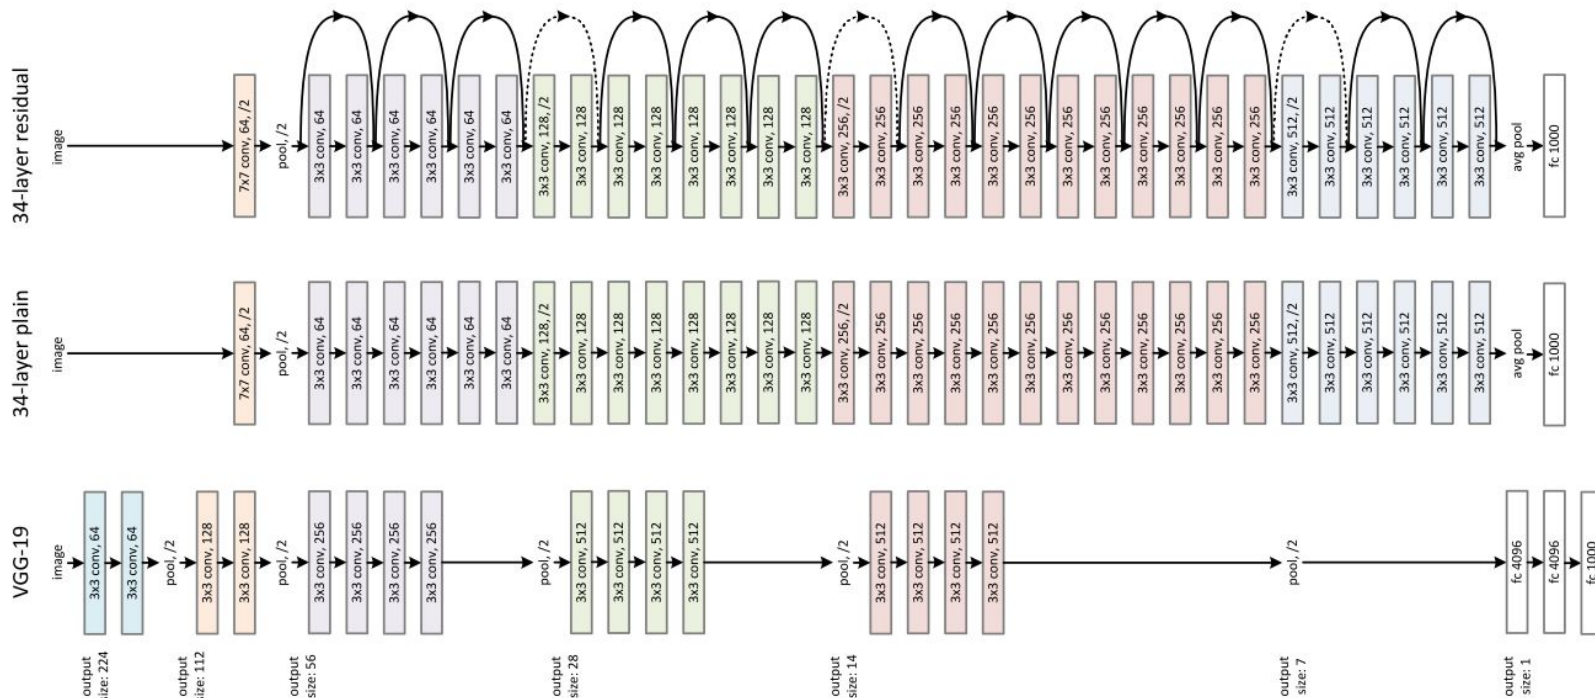 34-layer residual
image
7x7 conv, 64, /2
pool, /2
3x3 conv, 64
3x3 conv, 64
3x3 conv, 64
3x3 conv, 64
3x3 conv, 64
3x3 conv, 64
3x3 conv, 128, /2
3x3 conv, 128
3x3 conv, 128
3x3 conv, 128
3x3 conv, 128
3x3 conv, 128
3x3 conv, 128
3x3 conv, 128
3x3 conv, 256, /2
3x3 conv, 256
3x3 conv, 256
3x3 conv, 256
3x3 conv, 256
3x3 conv, 256
3x3 conv, 256
3x3 conv, 256
3x3 conv, 256
3x3 conv, 256
3x3 conv, 256
3x3 conv, 256
3x3 conv, 512, /2
3x3 conv, 512
3x3 conv, 512
3x3 conv, 512
3x3 conv, 512
3x3 conv, 512
avg pool
fc 1000
34-layer plain
image
7x7 conv, 64, /2
pool, /2
3x3 conv, 64
3x3 conv, 64
3x3 conv, 64
3x3 conv, 64
3x3 conv, 64
3x3 conv, 64
3x3 conv, 128, /2
3x3 conv, 128
3x3 conv, 128
3x3 conv, 128
3x3 conv, 128
3x3 conv, 128
3x3 conv, 128
3x3 conv, 128
3x3 conv, 256, /2
3x3 conv, 256
3x3 conv, 256
3x3 conv, 256
3x3 conv, 256
3x3 conv, 256
3x3 conv, 256
3x3 conv, 256
3x3 conv, 256
3x3 conv, 256
3x3 conv, 256
3x3 conv, 256
3x3 conv, 512, /2
3x3 conv, 512
3x3 conv, 512
3x3 conv, 512
3x3 conv, 512
3x3 conv, 512
avg pool
fc 1000
VGG-19
image
3x3 conv, 64
3x3 conv, 64
pool, /2
3x3 conv, 128
3x3 conv, 128
pool, /2
3x3 conv, 256
3x3 conv, 256
3x3 conv, 256
3x3 conv, 256
pool, /2
3x3 conv, 512
3x3 conv, 512
3x3 conv, 512
3x3 conv, 512
pool, /2
3x3 conv, 512
3x3 conv, 512
3x3 conv, 512
3x3 conv, 512
pool, /2
fc 4096
fc 4096
fc 1000
output
size: 224
output
size: 112
output
size: 56
output
size: 28
output
size: 14
output
size: 7
output
size: 1